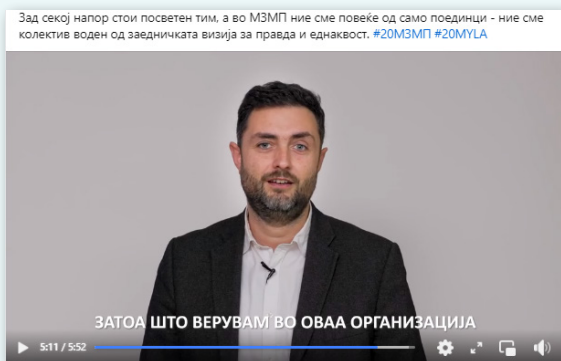 Зад секој напор стои посветен тим, а во МЗМП ние сме повеќе од само поединци - ние сме
колектив воден од заедничката визија за правда и еднаквост. #20МЗМП #20MYLA
ЗАТОА ШТО ВЕРУВАМ ВО ОВАА ОРГАНИЗАЦИЈА
5:11 / 5:52